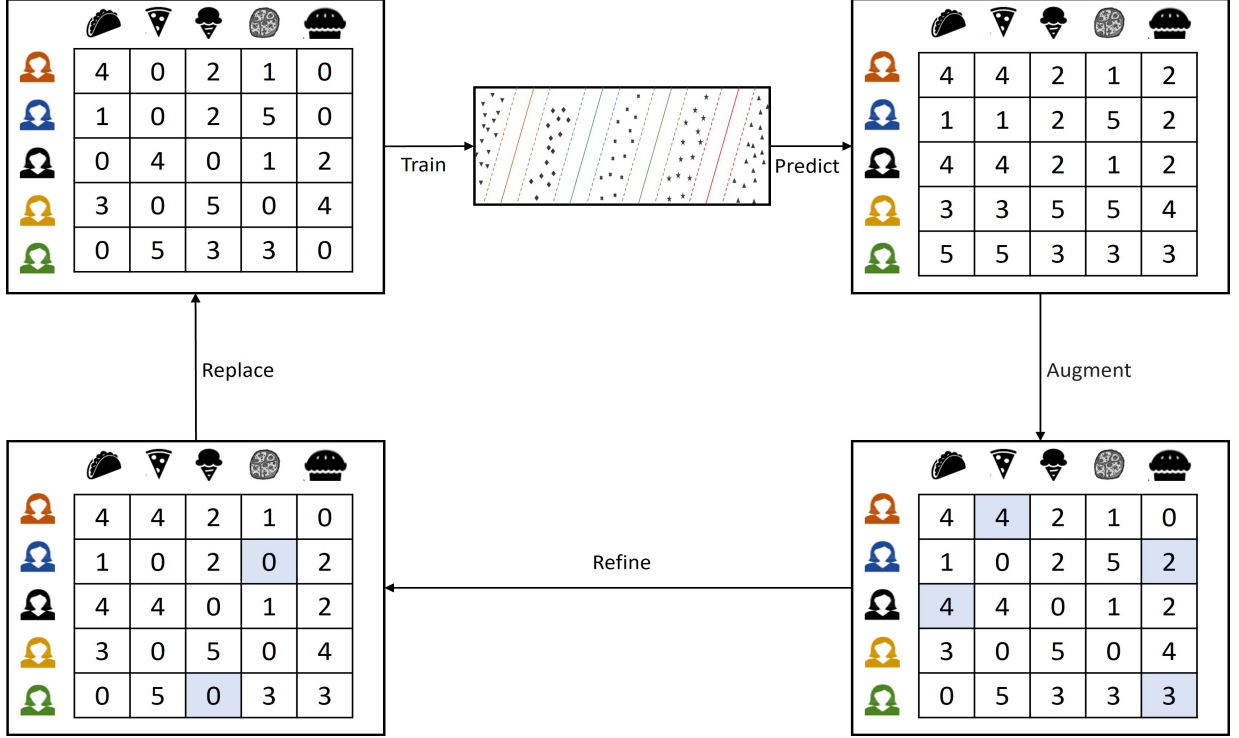 4 0 2 1 0
1 0 2 5 0
0 4 0 1 2
3 0 5 0 4
0 5 3 3 0
Train
Predict
4 4 2 1 2
1 1 2 5 2
4 4 2 1 2
3 3 5 5 4
5 5 3 3 3
Replace
Augment
4 4 2 1 0
1 0 2 0 2
4 4 0 1 2
3 0 5 0 4
0 5 0 3 3
Refine
4 4 2 1 0
1 0 2 5 2
4 4 0 1 2
3 0 5 0 4
0 5 3 3 3